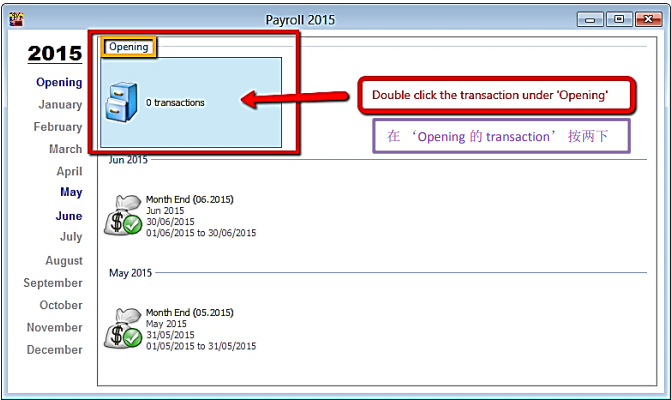 Payroll 2015
2015
Opening
January
February
March
April
May
June
July
August
September
October
November
December
Opening
0 transactions
Double click the transaction under 'Opening'
在 ‘Opening 的 transaction’ 按两下
Jun 2015
Month End (06.2015)
Jun 2015
30/06/2015
01/06/2015 to 30/06/2015
May 2015
Month End (05.2015)
May 2015
31/05/2015
01/05/2015 to 31/05/2015